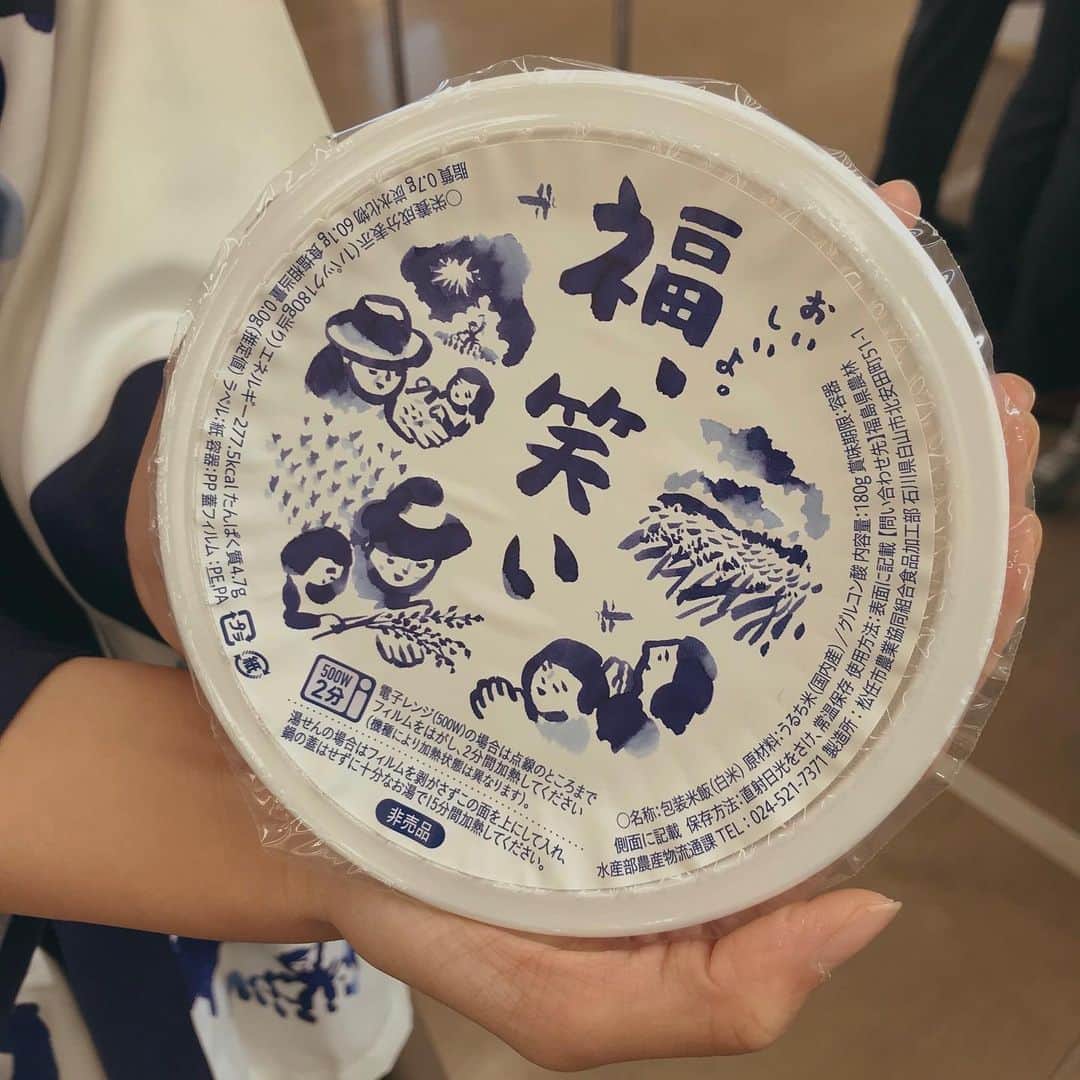 福、笑い
おいしいよ。
○栄養成分表示(1パック180g当り) エネルギー277.5kcal たんぱく質4.7g
脂質0.7g 炭水化物60.1g 食塩相当量0.0g(推定値) ラベル:紙 容器:PP 蓋フィルム:PE,PA
プラ
紙
500W
2分
電子レンジ(500W)の場合は点線のところまで
フィルムをはがし、2分間加熱してください
(機種により加熱状態は異なります)。
湯せんの場合はフィルムを剥がさずこの面を上にして入れ、
鍋の蓋はせずに十分なお湯で15分間加熱してください。
非売品
○名称:包装米飯(白米) 原材料:うるち米(国内産)/グルコン酸 内容量:180g 賞味期限:容器
側面に記載 保存方法:直射日光をさけ、常温保存 使用方法:表面に記載【問い合わせ先】福島県農林
水産部農産物流通課 TEL:024-521-7371 製造所:松任市農業協同組合食品加工部 石川県白山市北安田町51-1